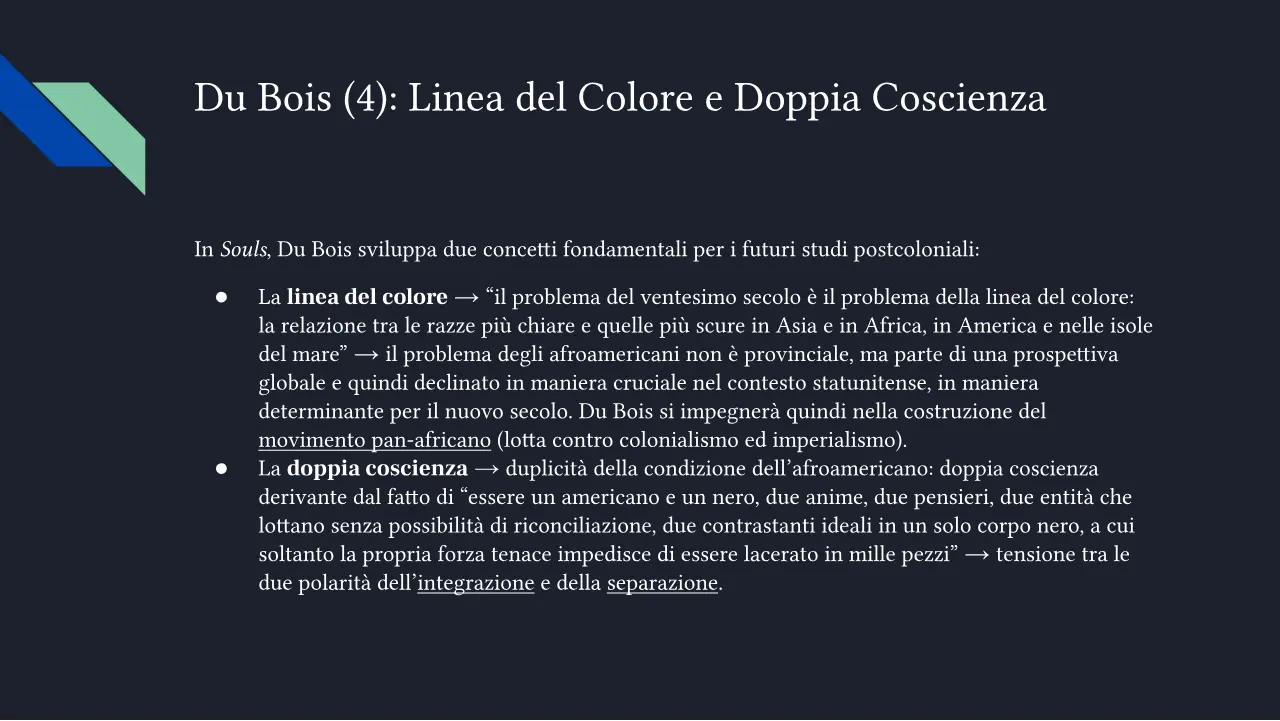 Du Bois (4): Linea del Colore e Doppia Coscienza
In Souls, Du Bois sviluppa due concetti fondamentali per i futuri studi postcoloniali:
● La linea del colore → “il problema del ventesimo secolo è il problema della linea del colore:
la relazione tra le razze più chiare e quelle più scure in Asia e in Africa, in America e nelle isole
del mare” → il problema degli afroamericani non è provinciale, ma parte di una prospettiva
globale e quindi declinato in maniera cruciale nel contesto statunitense, in maniera
determinante per il nuovo secolo. Du Bois si impegnerà quindi nella costruzione del
movimento pan-africano (lotta contro colonialismo ed imperialismo).
● La doppia coscienza → duplicità della condizione dell’afroamericano: doppia coscienza
derivante dal fatto di “essere un americano e un nero, due anime, due pensieri, due entità che
lottano senza possibilità di riconciliazione, due contrastanti ideali in un solo corpo nero, a cui
soltanto la propria forza tenace impedisce di essere lacerato in mille pezzi” → tensione tra le
due polarità dell’integrazione e della separazione.